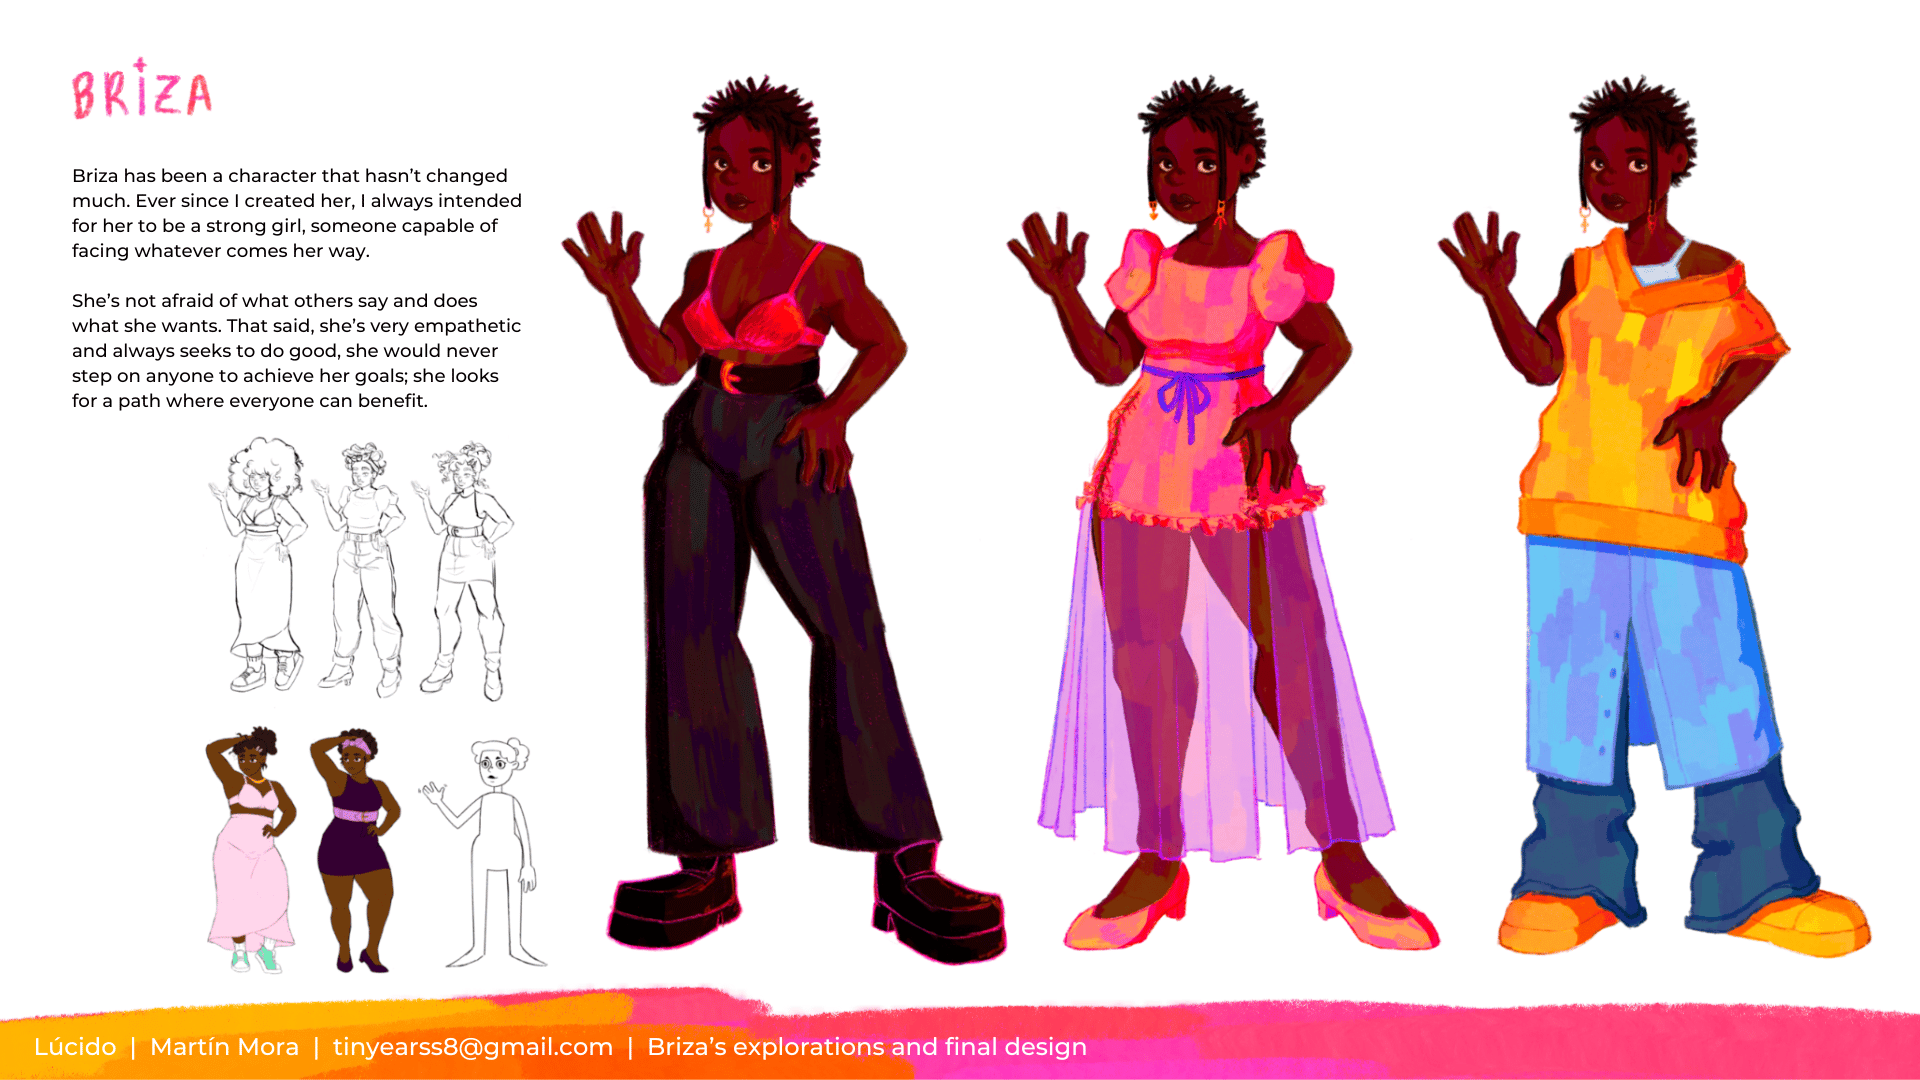 BRiZA
Briza has been a character that hasn’t changed
much. Ever since I created her, I always intended
for her to be a strong girl, someone capable of
facing whatever comes her way.
She’s not afraid of what others say and does
what she wants. That said, she’s very empathetic
and always seeks to do good, she would never
step on anyone to achieve her goals; she looks
for a path where everyone can benefit.
Lúcido | Martín Mora | tinyearss8@gmail.com | Briza’s explorations and final design